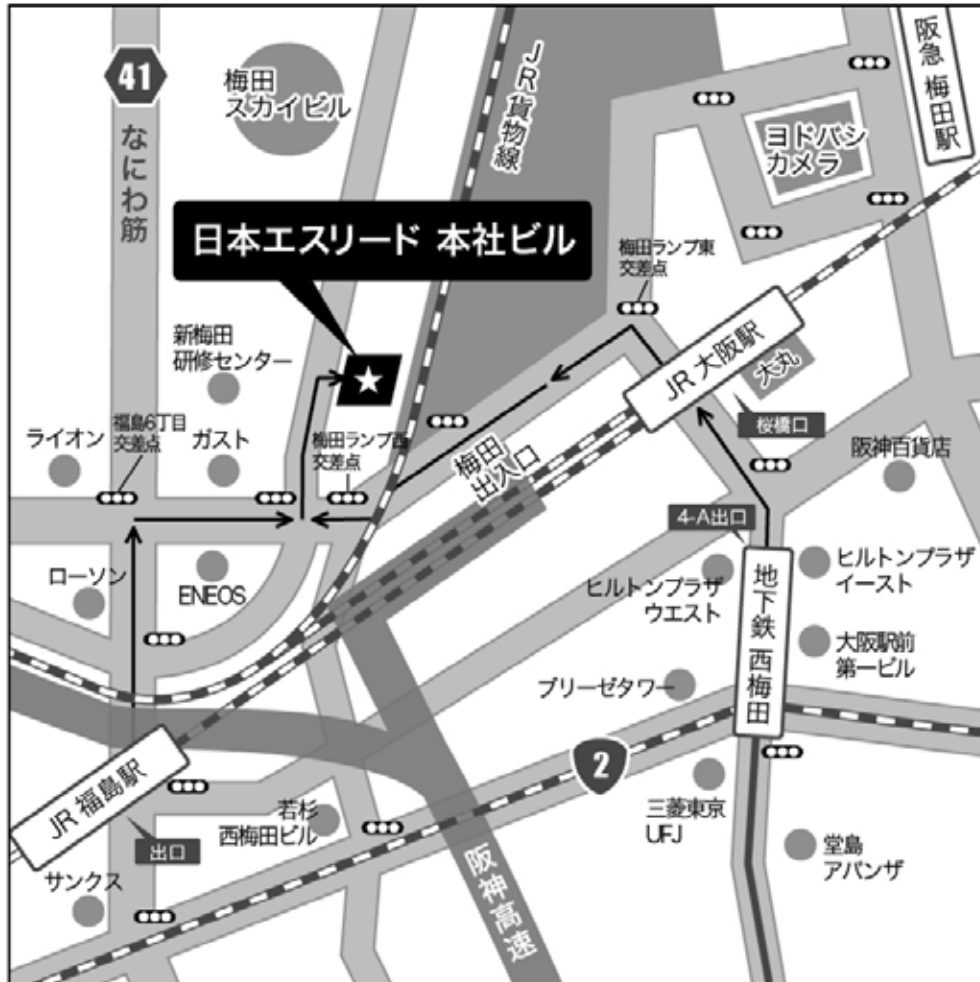 41
なにわ筋
梅田
スカイビル
JR貨物線
阪急 梅田駅
ヨドバシ
カメラ
日本エスリード 本社ビル
梅田ランプ東
交差点
新梅田
研修センター
JR 大阪駅
大丸
桜橋口
ライオン
福島6丁目
交差点
ガスト
梅田ランプ西
交差点
梅田
出入口
阪神百貨店
4-A出口
ローソン
ENEOS
ヒルトンプラザ
ウエスト
地下鉄 西梅田
ヒルトンプラザ
イースト
大阪駅前
第一ビル
ブリーゼタワー
2
JR 福島駅
出口
若杉
西梅田ビル
三菱東京
UFJ
堂島
アバンザ
サンクス
阪神高速